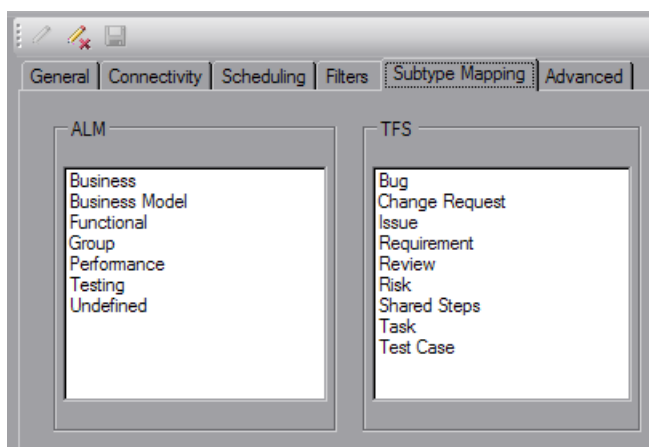 General Connectivity Scheduling Filters Subtype Mapping Advanced
ALM
Business
Business Model
Functional
Group
Performance
Testing
Undefined
TFS
Bug
Change Request
Issue
Requirement
Review
Risk
Shared Steps
Task
Test Case